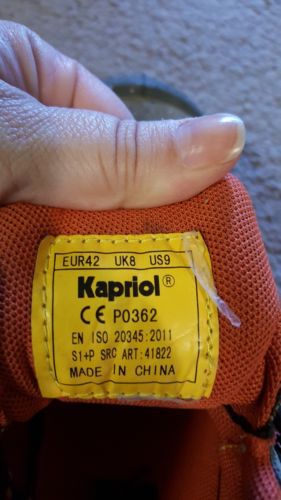 EUR42 UK8 US9
Kapriol®
CE P0362
EN ISO 20345:2011
S1+P SRC ART:41822
MADE IN CHINA